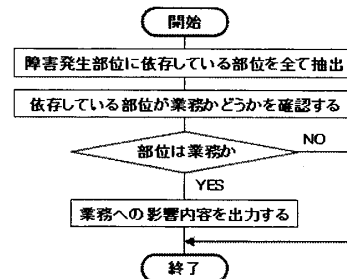 開始
障害発生部位に依存している部位を全て抽出
依存している部位が業務かどうかを確認する
部位は業務か
NO
YES
業務への影響内容を出力する
終了